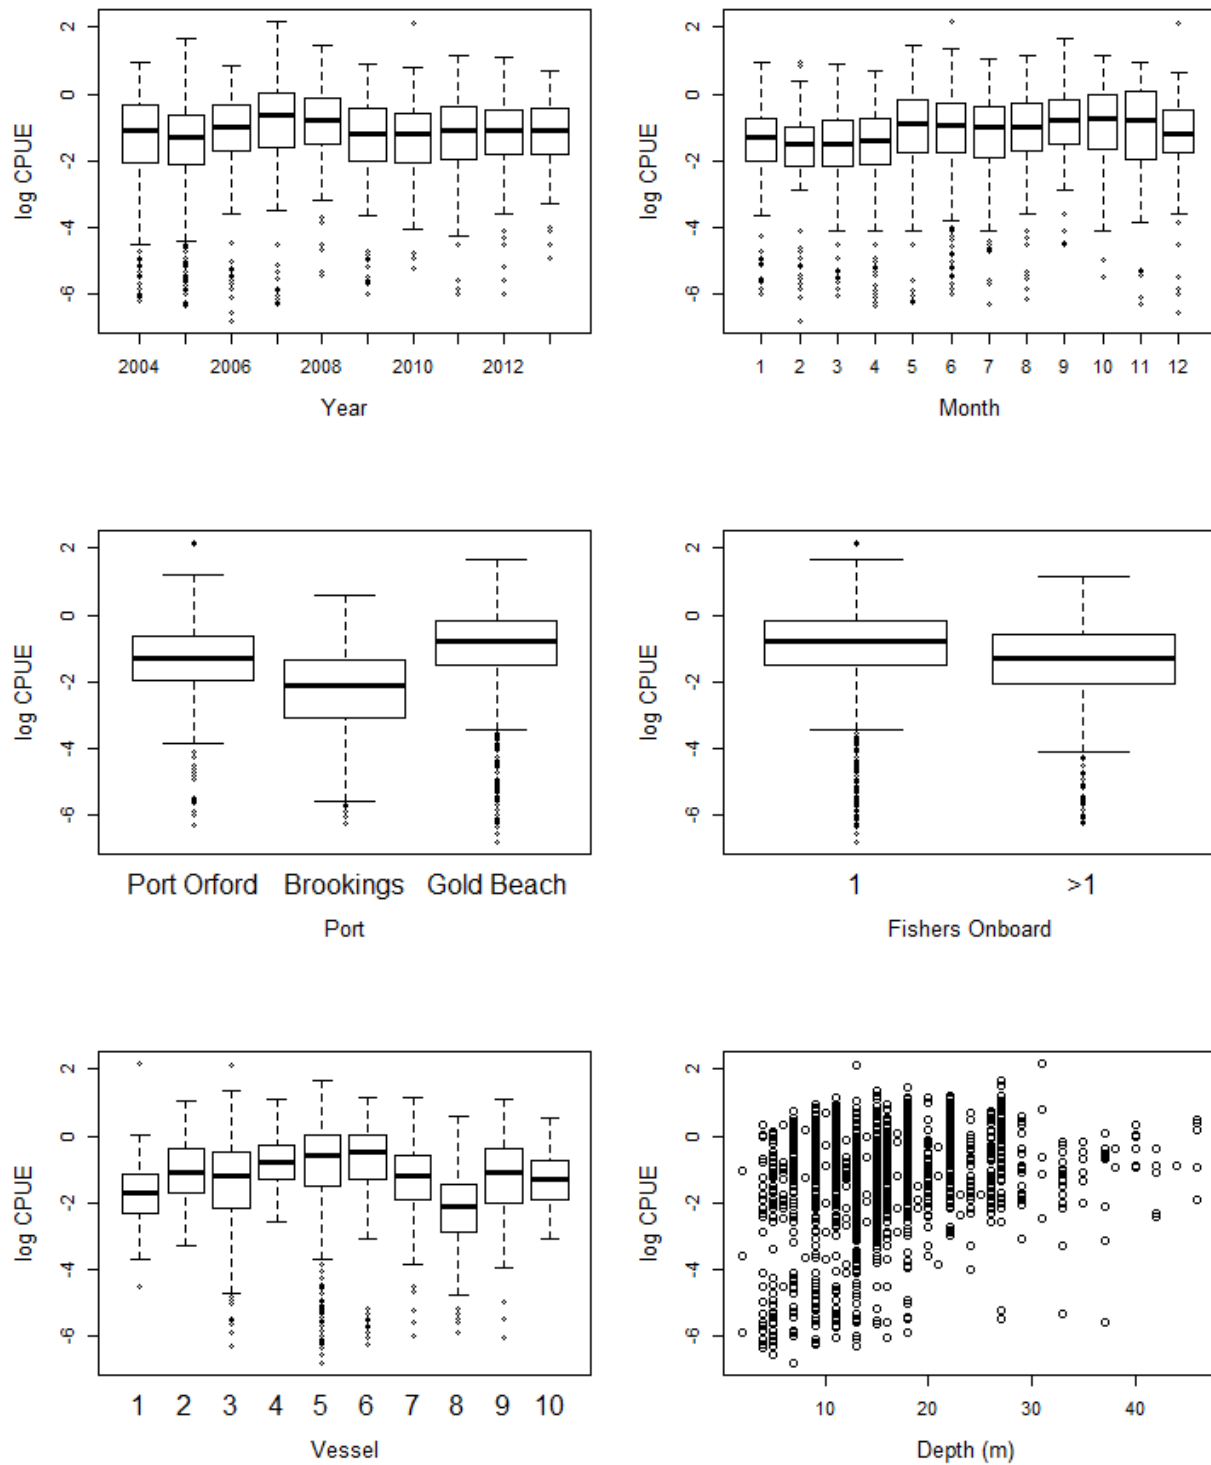 2
0
-2
-4
-6
log CPUE
2004 2006 2008 2010 2012
Year
2
0
-2
-4
-6
log CPUE
1 2 3 4 5 6 7 8 9 10 11 12
Month
2
0
-2
-4
-6
log CPUE
Port Orford Brookings Gold Beach
Port
2
0
-2
-4
-6
log CPUE
1 >1
Fishers Onboard
2
0
-2
-4
-6
log CPUE
1 2 3 4 5 6 7 8 9 10
Vessel
2
0
-2
-4
-6
log CPUE
10 20 30 40
Depth (m)